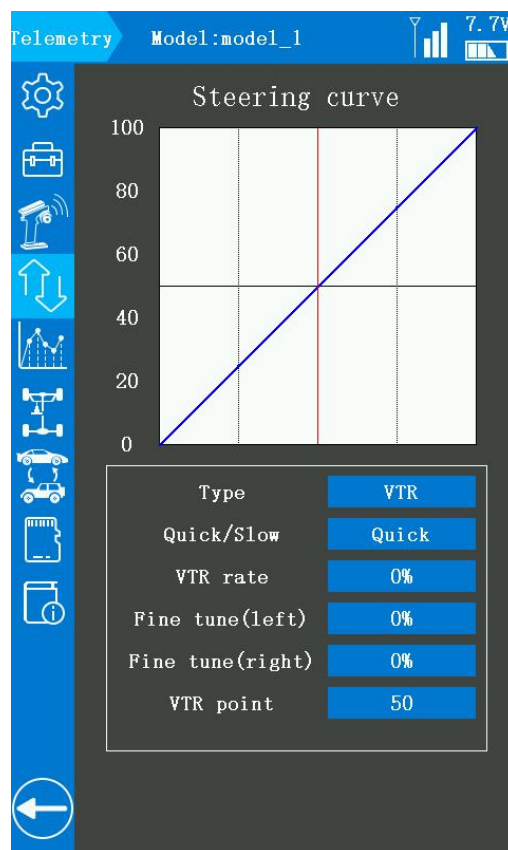 Telemetry Model:model_1 7.7V
Steering curve
100
80
60
40
20
0
Type VTR
Quick/Slow Quick
VTR rate 0%
Fine tune(left) 0%
Fine tune(right) 0%
VTR point 50